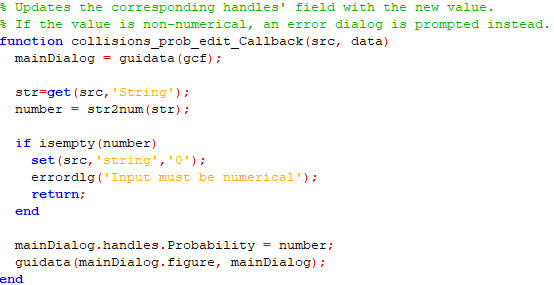 % Updates the corresponding handles' field with the new value.
% If the value is non-numerical, an error dialog is prompted instead.
function collisions_prob_edit_Callback(src, data)
  mainDialog = guidata(gcf);

  str=get(src,'String');
  number = str2num(str);

  if isempty(number)
    set(src,'string','0');
    errordlg('Input must be numerical');
    return;
  end

  mainDialog.handles.Probability = number;
  guidata(mainDialog.figure, mainDialog);
end